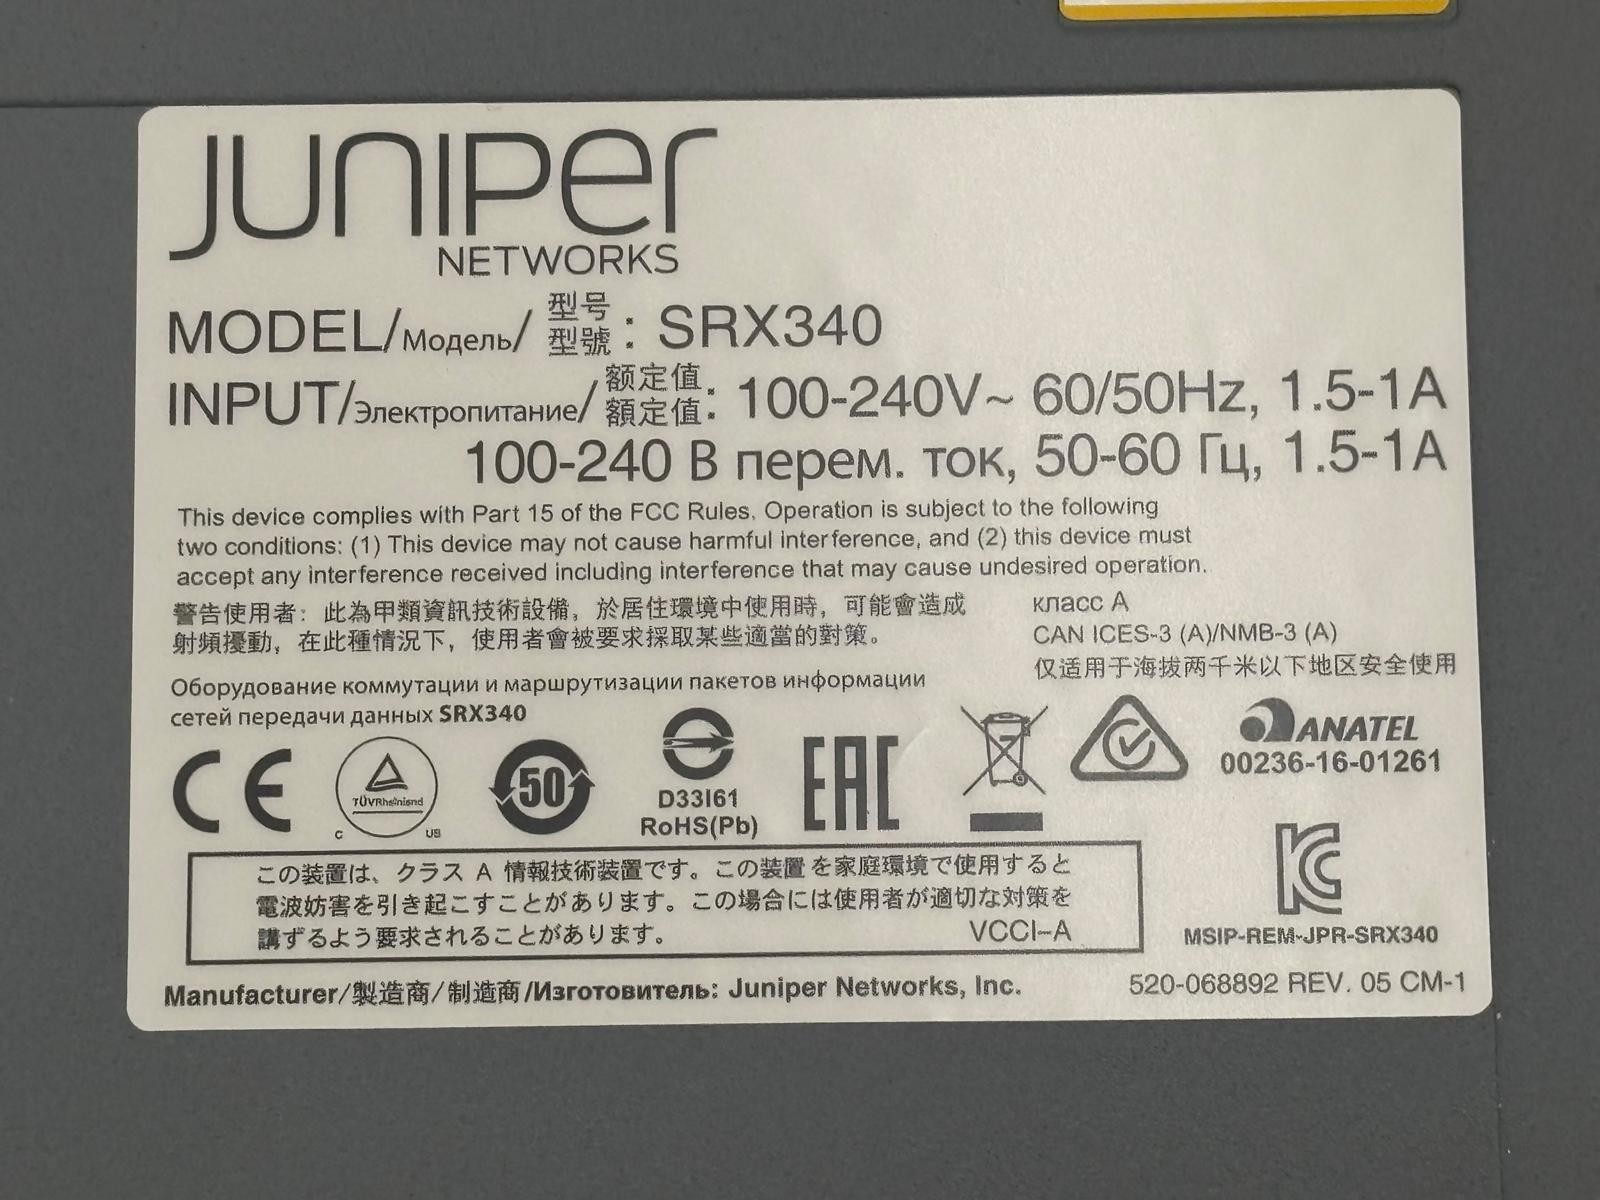 JUNIPER
NETWORKS
MODEL/Модель/型号 型號: SRX340
INPUT/Электропитание/额定值 額定值: 100-240V~ 60/50Hz, 1.5-1A
100-240 В перем. ток, 50-60 Гц, 1.5-1A
This device complies with Part 15 of the FCC Rules. Operation is subject to the following
two conditions: (1) This device may not cause harmful interference, and (2) this device must
accept any interference received including interference that may cause undesired operation.
警告使用者: 此為甲類資訊技術設備, 於居住環境中使用時, 可能會造成
射頻擾動, 在此種情況下, 使用者會被要求採取某些適當的對策。
класс А
CAN ICES-3 (A)/NMB-3 (A)
仅适用于海拔两千米以下地区安全使用
Оборудование коммутации и маршрутизации пакетов информации
сетей передачи данных SRX340
CE
TÜVRheinland
C US
50
D33I61
RoHS(Pb)
EAC
ANATEL
00236-16-01261
この装置は、クラス A 情報技術装置です。この装置を家庭環境で使用すると
電波妨害を引き起こすことがあります。この場合には使用者が適切な対策を
講ずるよう要求されることがあります。 VCCI-A
KC
MSIP-REM-JPR-SRX340
Manufacturer/製造商/制造商/Изготовитель: Juniper Networks, Inc.
520-068892 REV. 05 CM-1